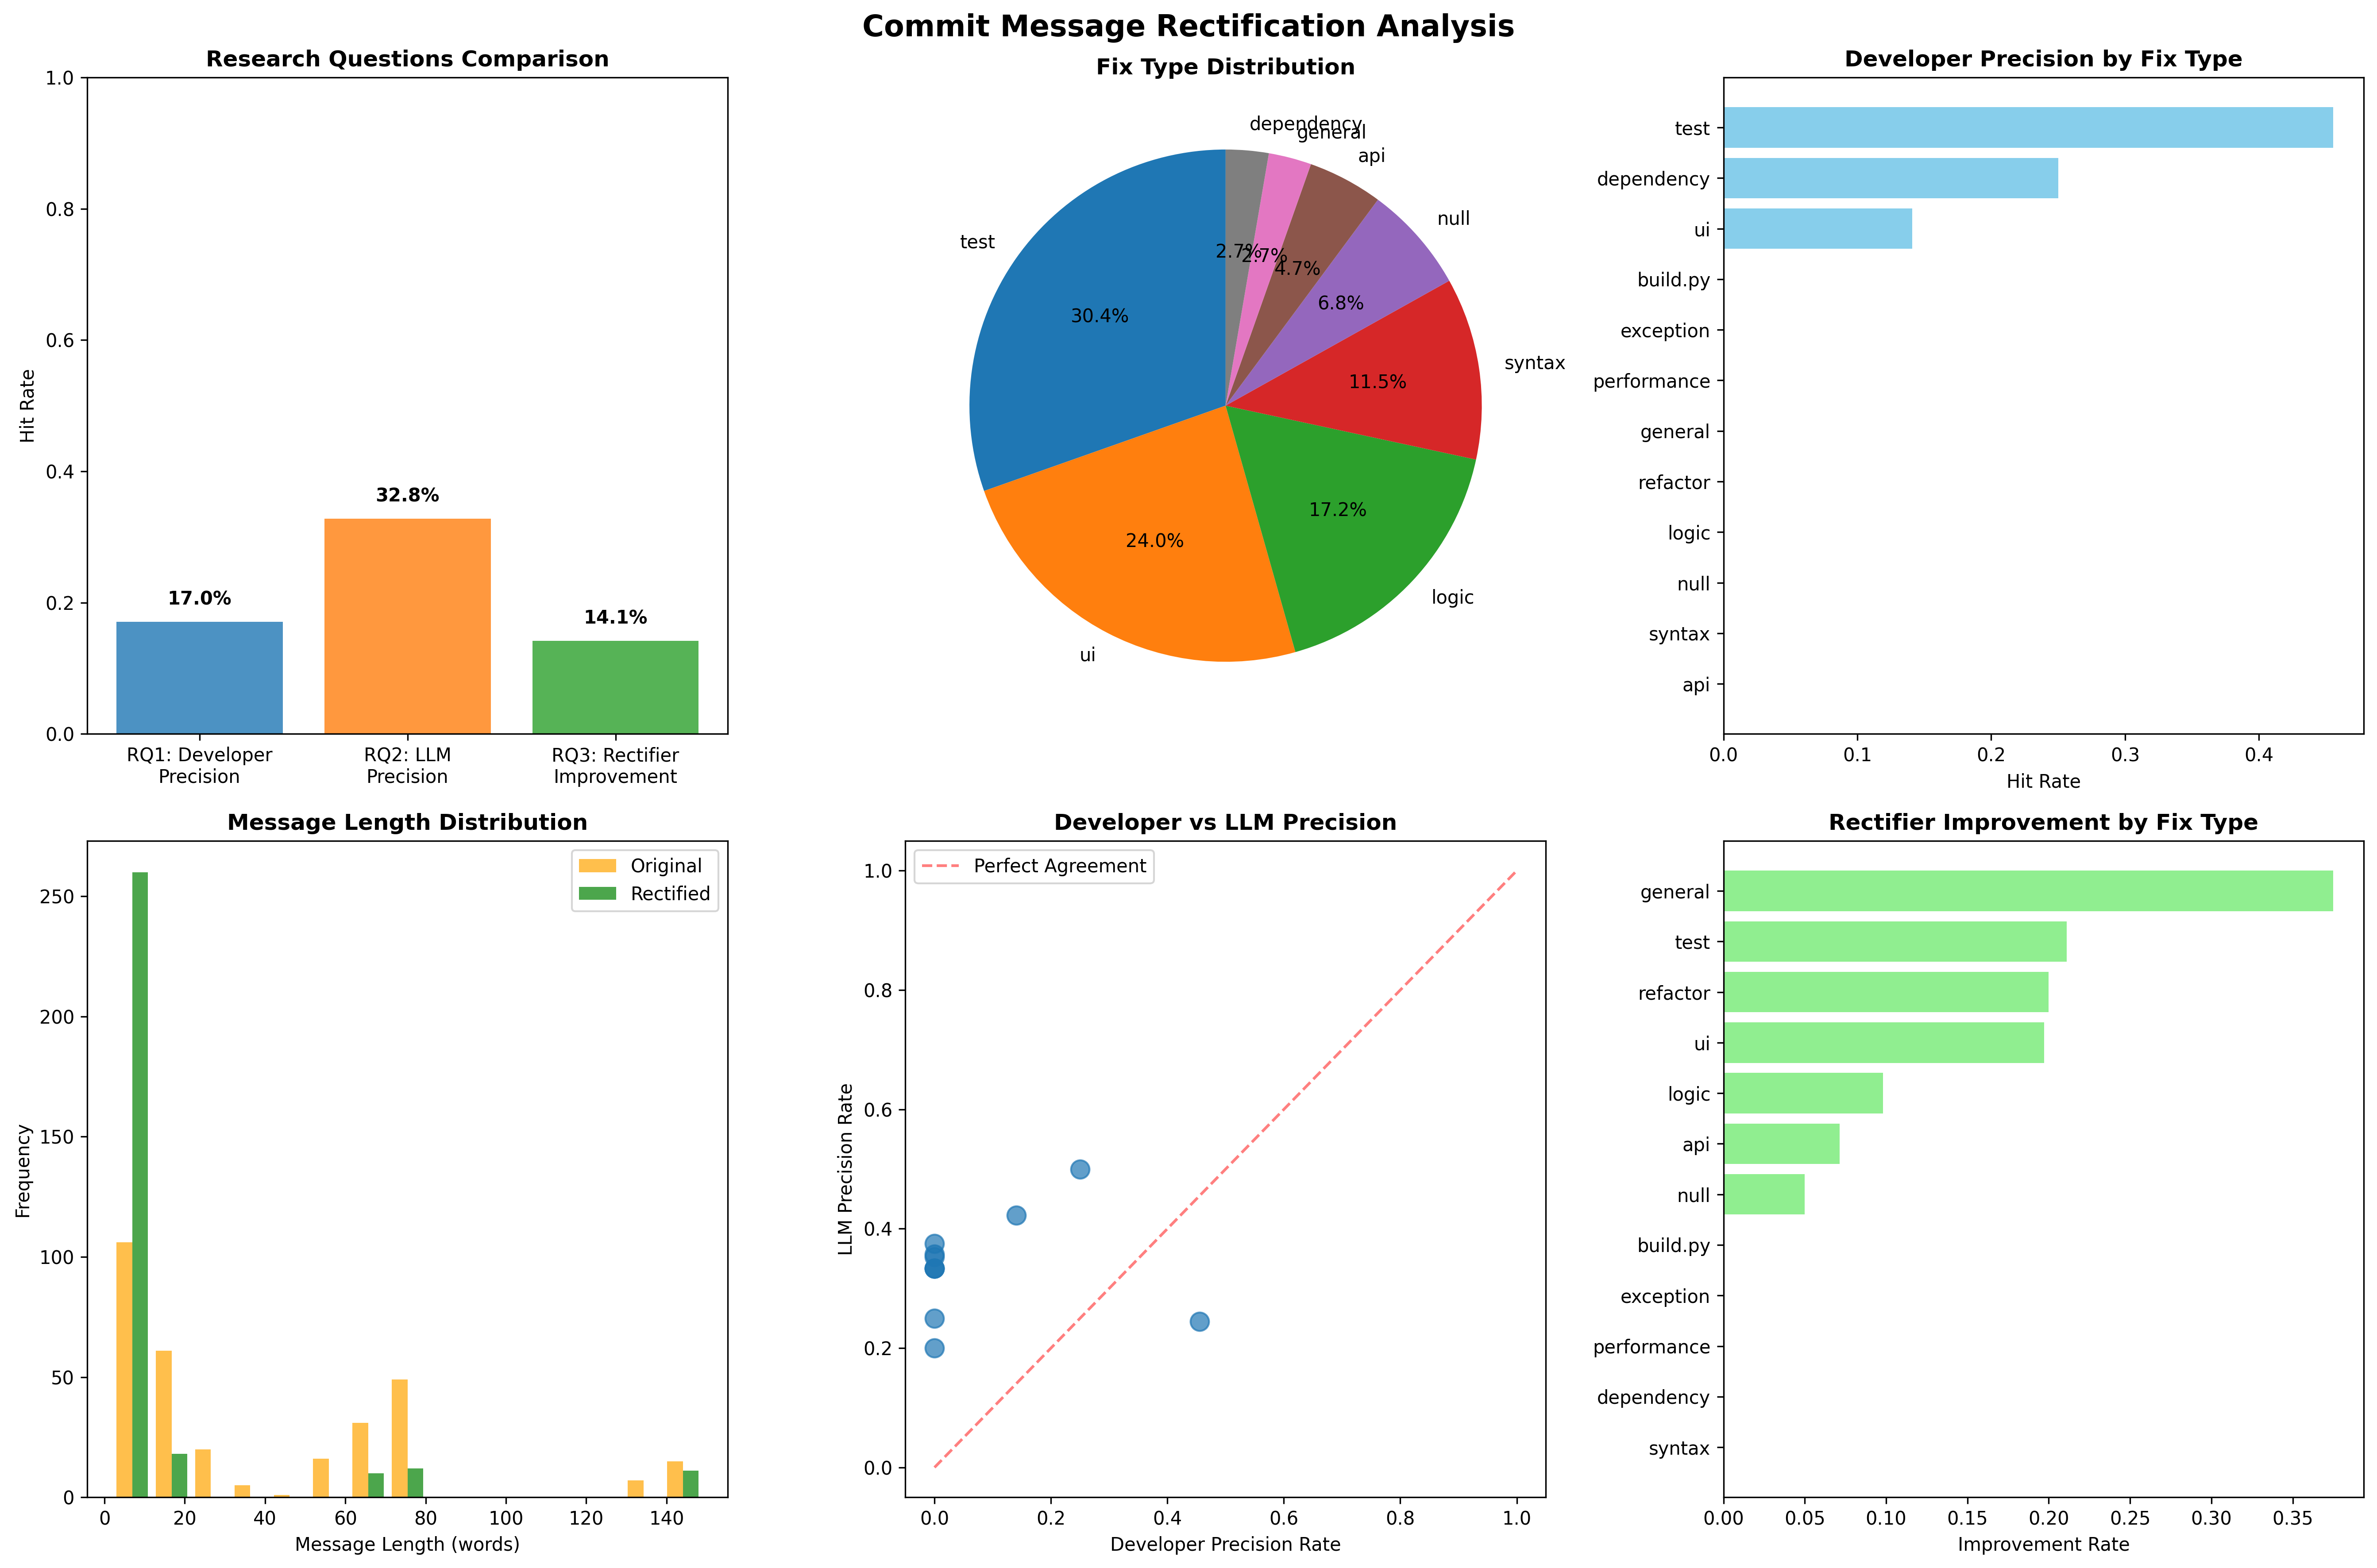 Commit Message Rectification Analysis
Research Questions Comparison
Hit Rate
1.0
0.8
0.6
0.4
0.2
0.0
17.0%
32.8%
14.1%
RQ1: Developer
Precision
RQ2: LLM
Precision
RQ3: Rectifier
Improvement
Fix Type Distribution
dependency
general
api
null
syntax
logic
ui
test
2.7%
2.7%
4.7%
6.8%
11.5%
17.2%
24.0%
30.4%
Developer Precision by Fix Type
test
dependency
ui
build.py
exception
performance
general
refactor
logic
null
syntax
api
0.0
0.1
0.2
0.3
0.4
Hit Rate
Message Length Distribution
Original
Rectified
Frequency
250
200
150
100
50
0
0
20
40
60
80
100
120
140
Message Length (words)
Developer vs LLM Precision
Perfect Agreement
LLM Precision Rate
1.0
0.8
0.6
0.4
0.2
0.0
0.0
0.2
0.4
0.6
0.8
1.0
Developer Precision Rate
Rectifier Improvement by Fix Type
general
test
refactor
ui
logic
api
null
build.py
exception
performance
dependency
syntax
0.00
0.05
0.10
0.15
0.20
0.25
0.30
0.35
Improvement Rate